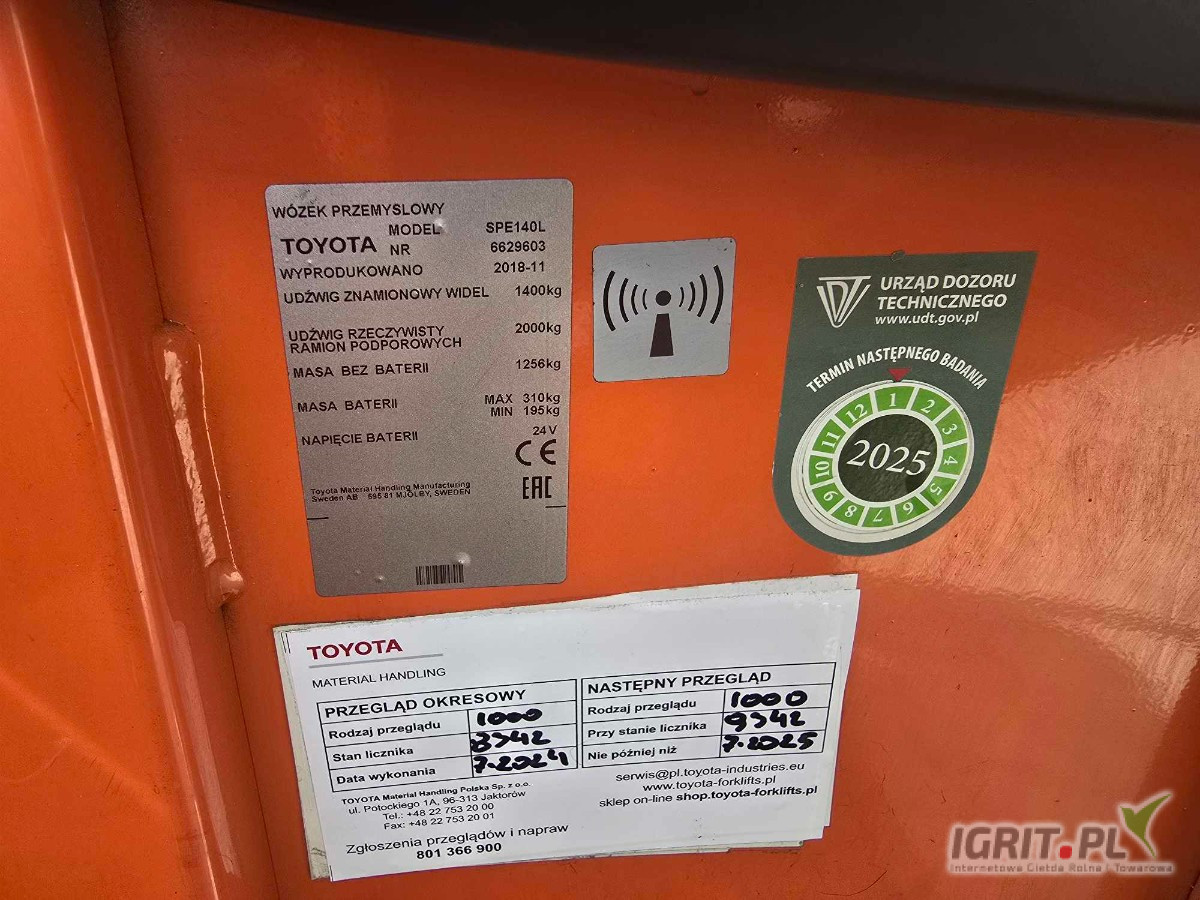 WÓZEK PRZEMYSLOWY
TOYOTA MODEL SPE140L
NR 6629603
WYPRODUKOWANO 2018-11
UDŹWIG ZNAMIONOWY WIDEL 1400kg
UDŹWIG RZECZYWISTY 2000kg
RAMION PODPOROWYCH
MASA BEZ BATERII 1256kg
MASA BATERII MAX 310kg
MIN 195kg
NAPIĘCIE BATERII 24V
CE
Toyota Material Handling Manufacturing
Sweden AB 595 81 MJÖLBY, SWEDEN
EAC
UDT URZĄD DOZORU
TECHNICZNEGO
www.udt.gov.pl
TERMIN NASTĘPNEGO BADANIA
1 2 3 4 5 6 7 8 9 10 11 12
2025
TOYOTA
MATERIAL HANDLING
PRZEGLĄD OKRESOWY
Rodzaj przeglądu 1000
Stan licznika 8342
Data wykonania 7.2024
NASTĘPNY PRZEGLĄD
Rodzaj przeglądu 1000
Przy stanie licznika 9342
Nie później niż 7.2025
TOYOTA Material Handling Polska Sp. z o.o.
ul. Potockiego 1A, 96-313 Jaktorów
Tel.: +48 22 753 20 00
Fax: +48 22 753 20 01
Zgłoszenia przeglądów i napraw
801 366 900
serwis@pl.toyota-industries.eu
www.toyota-forklifts.pl
sklep on-line shop.toyota-forklifts.pl
IGRIT.PL
Internetowa Giełda Rolna i Towarowa